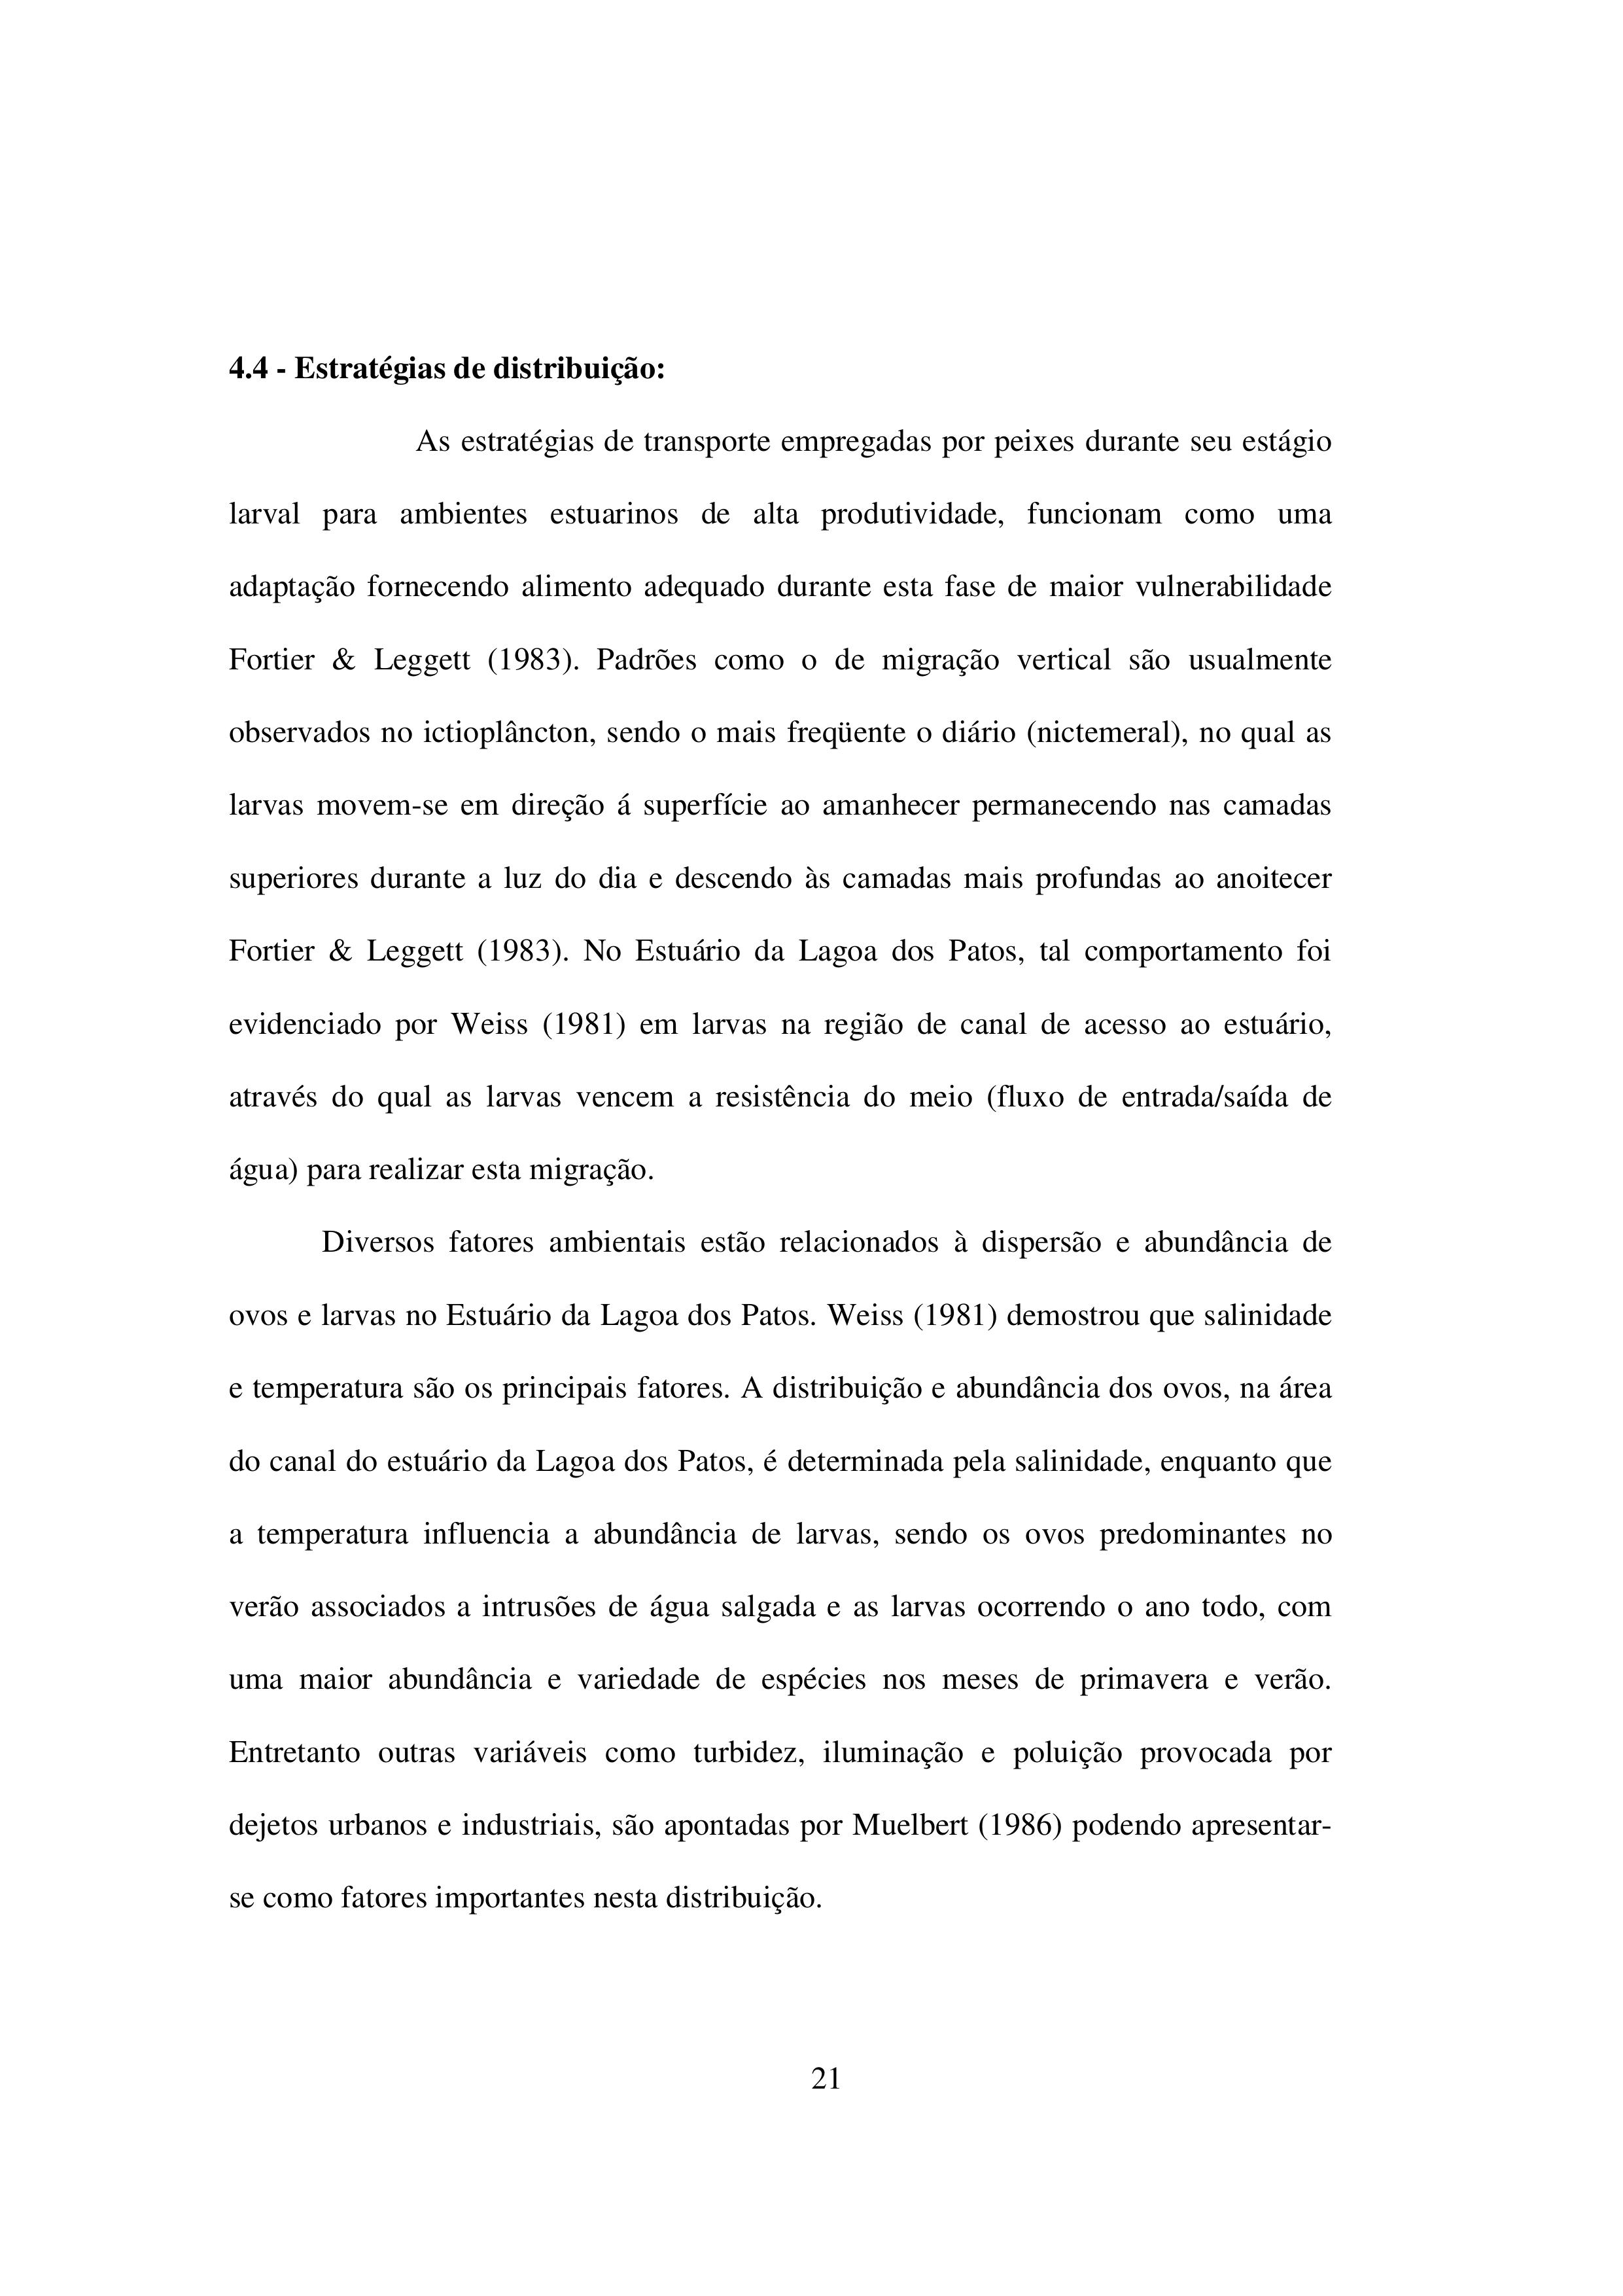 4.4 - Estratégias de distribuição:
As estratégias de transporte empregadas por peixes durante seu estágio
larval para ambientes estuarinos de alta produtividade, funcionam como uma
adaptação fornecendo alimento adequado durante esta fase de maior vulnerabilidade
Fortier & Leggett (1983). Padrões como o de migração vertical são usualmente
observados no ictioplâncton, sendo o mais freqüente o diário (nictemeral), no qual as
larvas movem-se em direção á superfície ao amanhecer permanecendo nas camadas
superiores durante a luz do dia e descendo às camadas mais profundas ao anoitecer
Fortier & Leggett (1983). No Estuário da Lagoa dos Patos, tal comportamento foi
evidenciado por Weiss (1981) em larvas na região de canal de acesso ao estuário,
através do qual as larvas vencem a resistência do meio (fluxo de entrada/saída de
água) para realizar esta migração.
Diversos fatores ambientais estão relacionados à dispersão e abundância de
ovos e larvas no Estuário da Lagoa dos Patos. Weiss (1981) demostrou que salinidade
e temperatura são os principais fatores. A distribuição e abundância dos ovos, na área
do canal do estuário da Lagoa dos Patos, é determinada pela salinidade, enquanto que
a temperatura influencia a abundância de larvas, sendo os ovos predominantes no
verão associados a intrusões de água salgada e as larvas ocorrendo o ano todo, com
uma maior abundância e variedade de espécies nos meses de primavera e verão.
Entretanto outras variáveis como turbidez, iluminação e poluição provocada por
dejetos urbanos e industriais, são apontadas por Muelbert (1986) podendo apresentar-
se como fatores importantes nesta distribuição.
21